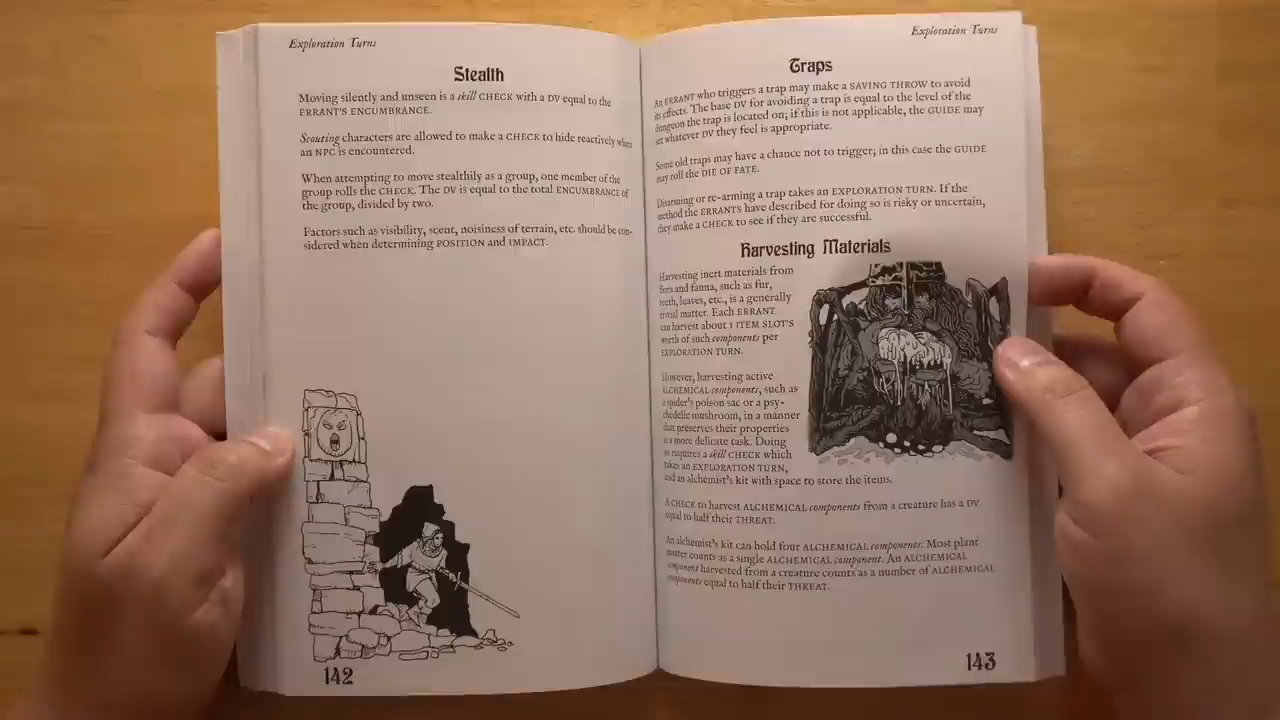 Exploration Turns
Stealth
Moving silently and unseen is a skill CHECK with a DV equal to the
ERRANT'S ENCUMBRANCE.
Scouting characters are allowed to make a CHECK to hide reactively when
an NPC is encountered.
When attempting to move stealthily as a group, one member of the
group rolls the CHECK. The DV is equal to the total ENCUMBRANCE of
the group, divided by two.
Factors such as visibility, scent, noisiness of terrain, etc. should be con-
sidered when determining POSITION and IMPACT.
142
Exploration Turns
Traps
An ERRANT who triggers a trap may make a SAVING THROW to avoid
its effects. The base DV for avoiding a trap is equal to the level of the
dungeon the trap is located on; if this is not applicable, the GUIDE may
set whatever DV they feel is appropriate.
Some old traps may have a chance not to trigger; in this case the GUIDE
may roll the DIE OF FATE.
Disarming or re-arming a trap takes an EXPLORATION TURN. If the
method the ERRANTS have described for doing so is risky or uncertain,
they make a CHECK to see if they are successful.
Harvesting Materials
Harvesting inert materials from
flora and fauna, such as fur,
teeth, leaves, etc., is a generally
trivial matter. Each ERRANT
can harvest about 1 ITEM SLOT'S
worth of such components per
EXPLORATION TURN.
However, harvesting active
ALCHEMICAL components, such as
a spider's poison sac or a psy-
chedelic mushroom, in a manner
that preserves their properties
is a more delicate task. Doing
so requires a skill CHECK which
takes an EXPLORATION TURN,
and an alchemist's kit with space to store the items.
A CHECK to harvest ALCHEMICAL components from a creature has a DV
equal to half their THREAT.
An alchemist's kit can hold four ALCHEMICAL components. Most plant
matter counts as a single ALCHEMICAL component. An ALCHEMICAL
component harvested from a creature counts as a number of ALCHEMICAL
components equal to half their THREAT.
143